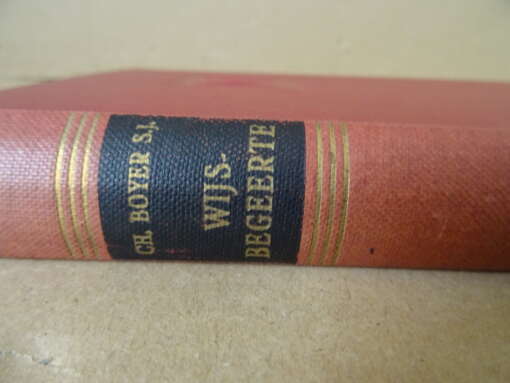 CH. BOYER S.J.
WIJS-
BEGEERTE